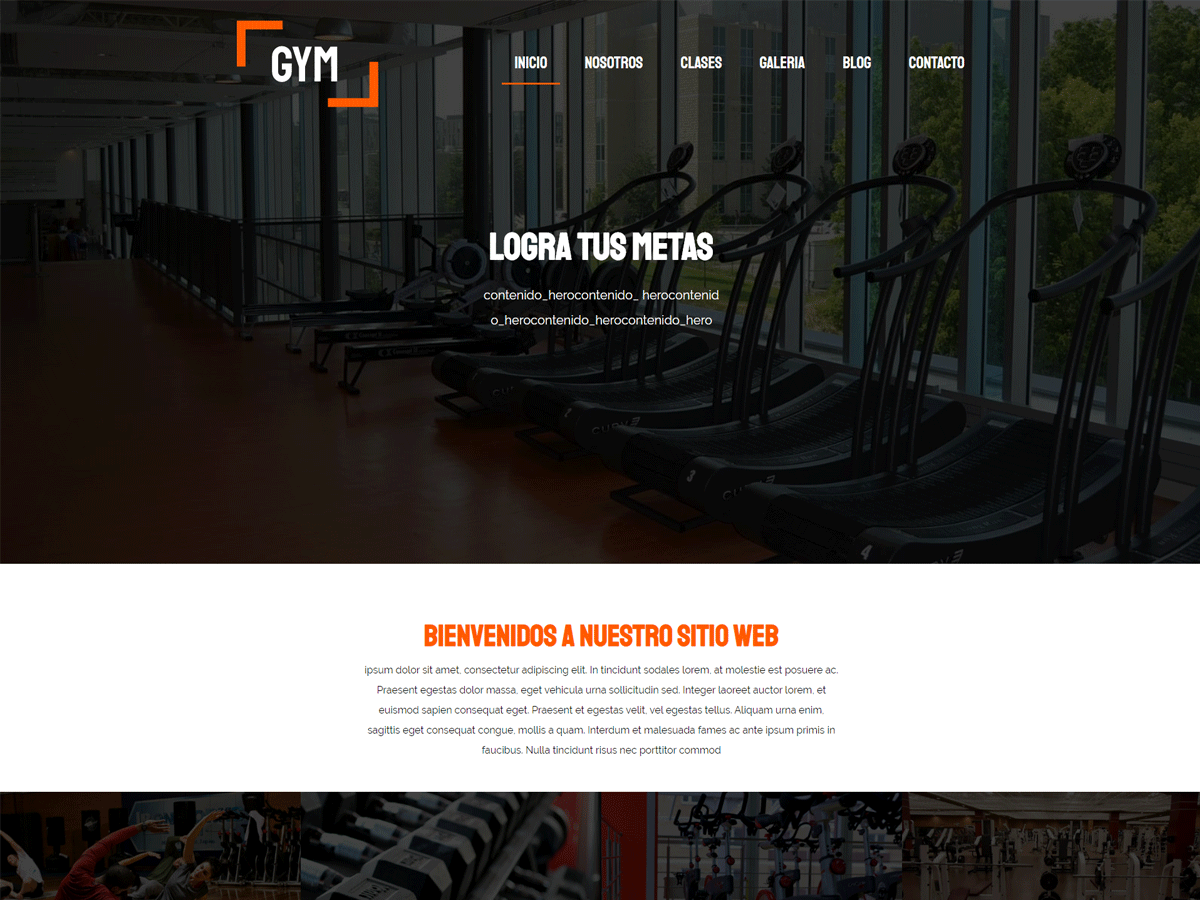 GYM
INICIO NOSOTROS CLASES GALERIA BLOG CONTACTO
LOGRA TUS METAS
contenido_herocontenido_ herocontenid
o_herocontenido_herocontenido_hero
3
4
BIENVENIDOS A NUESTRO SITIO WEB
ipsum dolor sit amet, consectetur adipiscing elit. In tincidunt sodales lorem, at molestie est posuere ac.
Praesent egestas dolor massa, eget vehicula urna sollicitudin sed. Integer laoreet auctor lorem, et
euismod sapien consequat eget. Praesent et egestas velit, vel egestas tellus. Aliquam urna enim,
sagittis eget consequat congue, mollis a quam. Interdum et malesuada fames ac ante ipsum primis in
faucibus. Nulla tincidunt risus nec porttitor commod